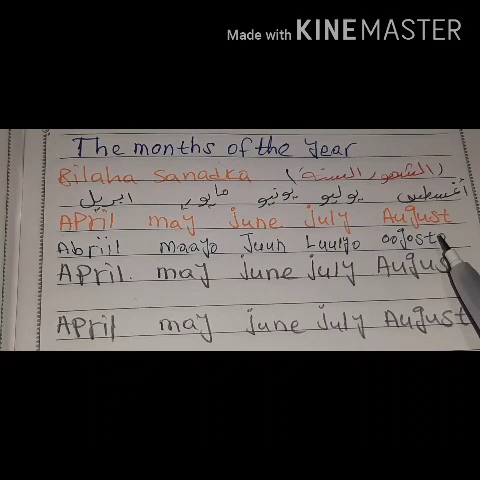 Made with KINEMASTER
The months of the Year
Bilaha Sanadka (الشهور السنة)
ابريل مايو يونيو يوليو أغسطس
April may june july August
Abriil maajo Juun Luuljo oogosto
April. may june july Augus
April may june july August